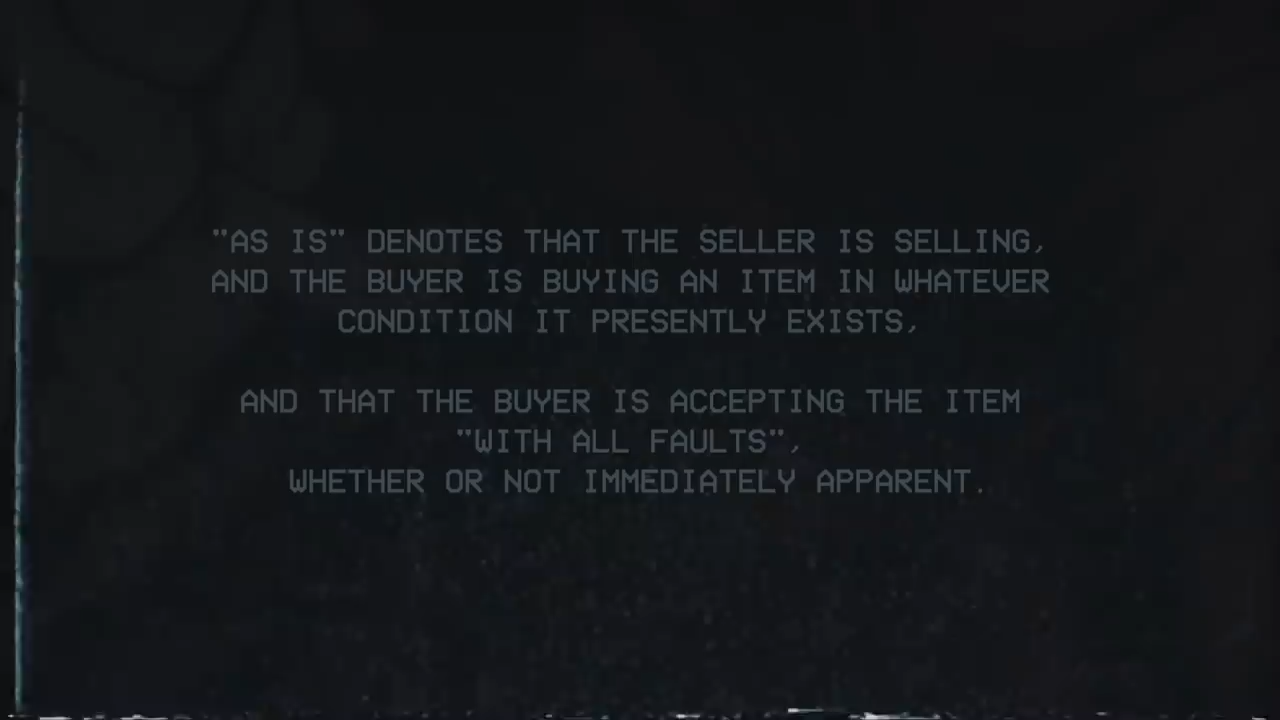 "AS IS" DENOTES THAT THE SELLER IS SELLING,
AND THE BUYER IS BUYING AN ITEM IN WHATEVER
CONDITION IT PRESENTLY EXISTS,
AND THAT THE BUYER IS ACCEPTING THE ITEM
"WITH ALL FAULTS",
WHETHER OR NOT IMMEDIATELY APPARENT.